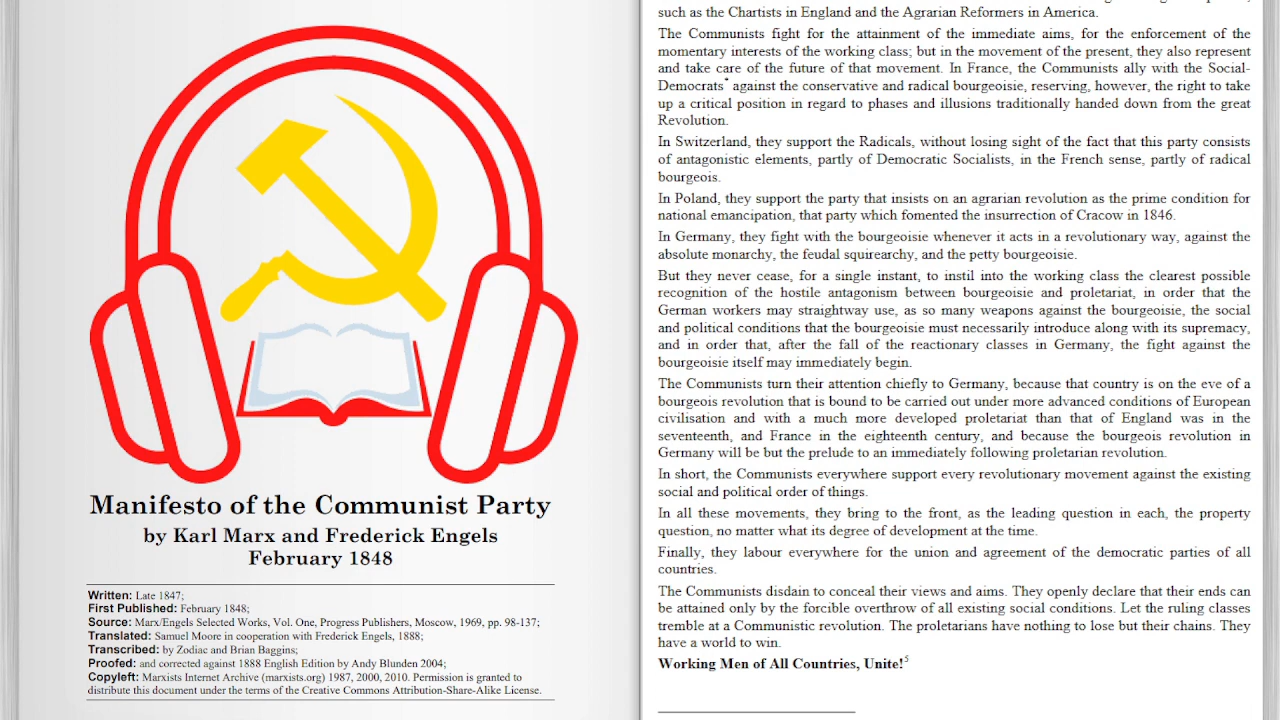 Manifesto of the Communist Party
by Karl Marx and Frederick Engels
February 1848
Written: Late 1847;
First Published: February 1848;
Source: Marx/Engels Selected Works, Vol. One, Progress Publishers, Moscow, 1969, pp. 98-137;
Translated: Samuel Moore in cooperation with Frederick Engels, 1888;
Transcribed: by Zodiac and Brian Baggins;
Proofed: and corrected against 1888 English Edition by Andy Blunden 2004;
Copyleft: Marxists Internet Archive (marxists.org) 1987, 2000, 2010. Permission is granted to
distribute this document under the terms of the Creative Commons Attribution-Share-Alike License.
such as the Chartists in England and the Agrarian Reformers in America.
The Communists fight for the attainment of the immediate aims, for the enforcement of the
momentary interests of the working class; but in the movement of the present, they also represent
and take care of the future of that movement. In France, the Communists ally with the Social-
Democrats* against the conservative and radical bourgeoisie, reserving, however, the right to take
up a critical position in regard to phases and illusions traditionally handed down from the great
Revolution.
In Switzerland, they support the Radicals, without losing sight of the fact that this party consists
of antagonistic elements, partly of Democratic Socialists, in the French sense, partly of radical
bourgeois.
In Poland, they support the party that insists on an agrarian revolution as the prime condition for
national emancipation, that party which fomented the insurrection of Cracow in 1846.
In Germany, they fight with the bourgeoisie whenever it acts in a revolutionary way, against the
absolute monarchy, the feudal squirearchy, and the petty bourgeoisie.
But they never cease, for a single instant, to instil into the working class the clearest possible
recognition of the hostile antagonism between bourgeoisie and proletariat, in order that the
German workers may straightway use, as so many weapons against the bourgeoisie, the social
and political conditions that the bourgeoisie must necessarily introduce along with its supremacy,
and in order that, after the fall of the reactionary classes in Germany, the fight against the
bourgeoisie itself may immediately begin.
The Communists turn their attention chiefly to Germany, because that country is on the eve of a
bourgeois revolution that is bound to be carried out under more advanced conditions of European
civilisation and with a much more developed proletariat than that of England was in the
seventeenth, and France in the eighteenth century, and because the bourgeois revolution in
Germany will be but the prelude to an immediately following proletarian revolution.
In short, the Communists everywhere support every revolutionary movement against the existing
social and political order of things.
In all these movements, they bring to the front, as the leading question in each, the property
question, no matter what its degree of development at the time.
Finally, they labour everywhere for the union and agreement of the democratic parties of all
countries.
The Communists disdain to conceal their views and aims. They openly declare that their ends can
be attained only by the forcible overthrow of all existing social conditions. Let the ruling classes
tremble at a Communistic revolution. The proletarians have nothing to lose but their chains. They
have a world to win.
Working Men of All Countries, Unite!5